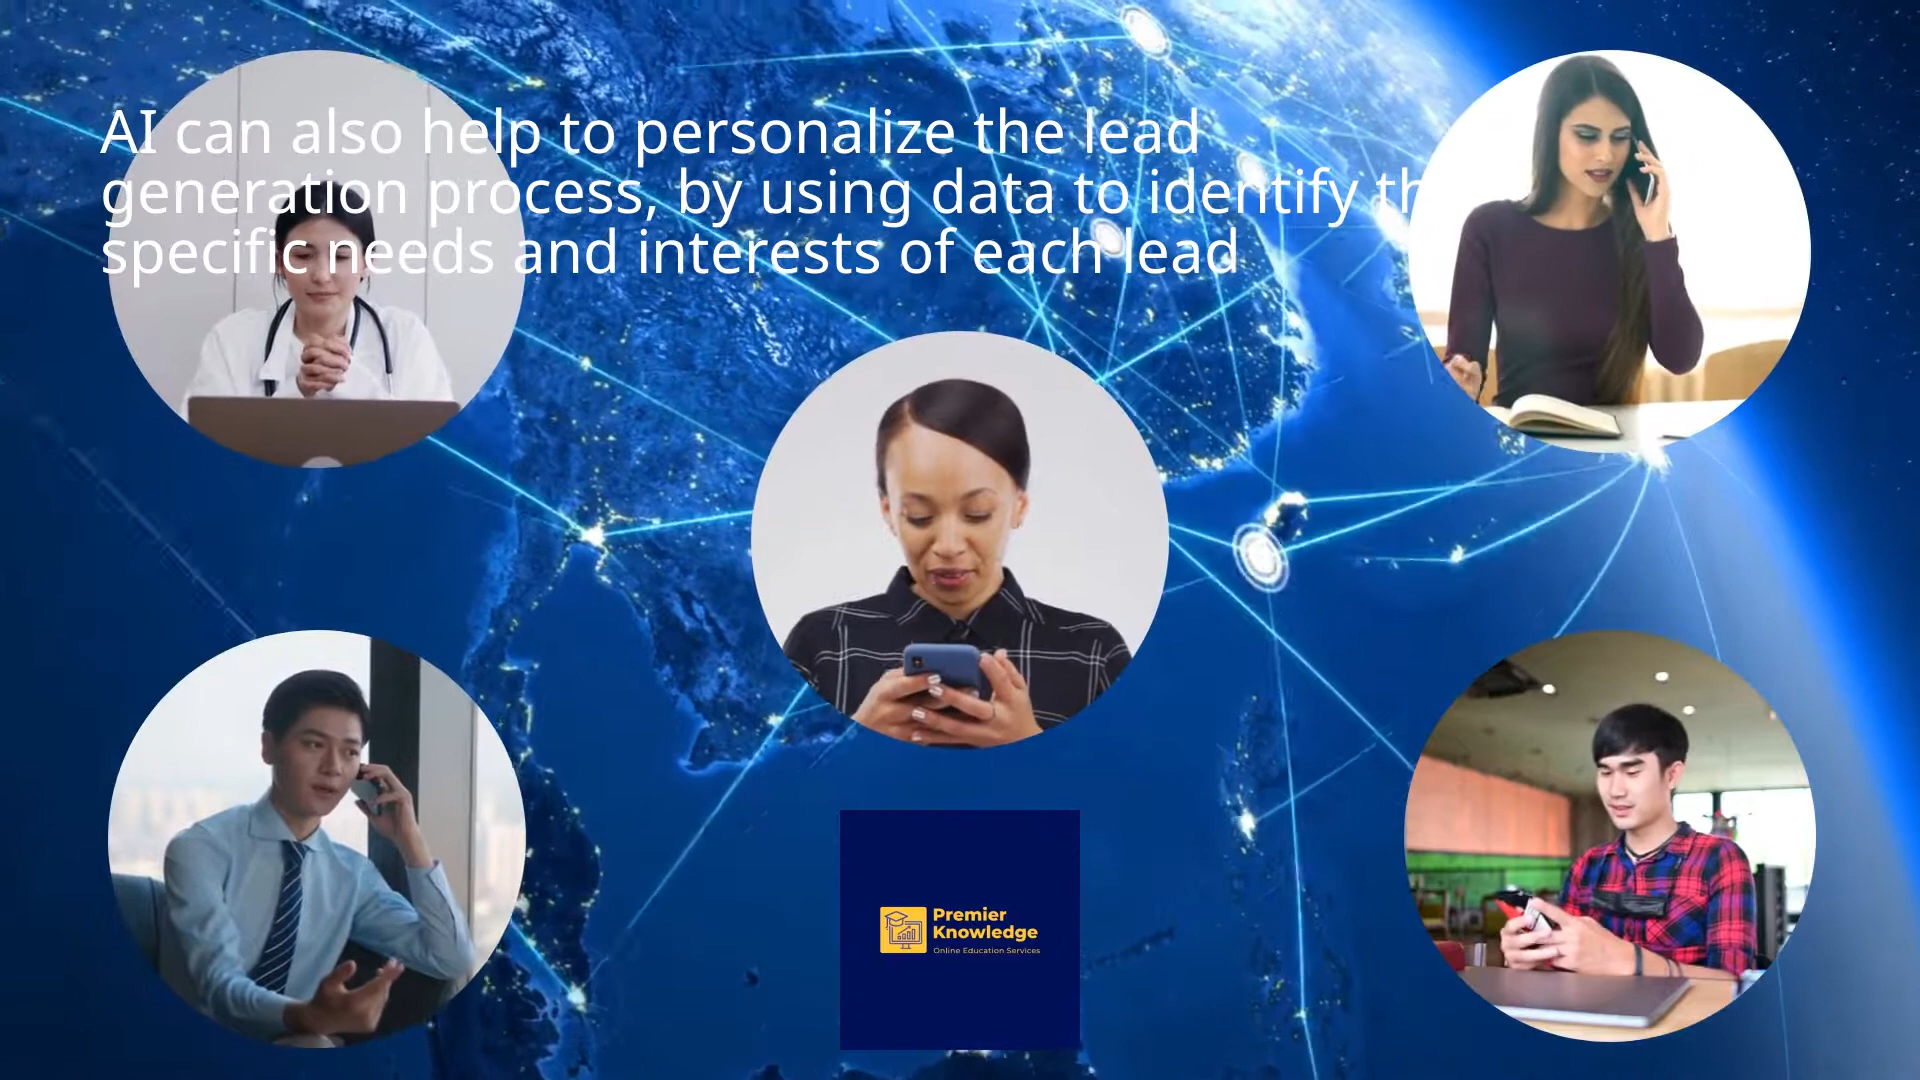 AI can also help to personalize the lead
generation process, by using data to identify th
specific needs and interests of each lead
Premier
Knowledge
Online Education Services